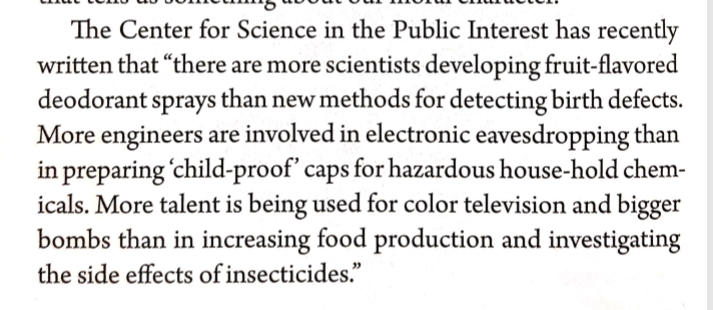 The Center for Science in the Public Interest has recently
written that “there are more scientists developing fruit-flavored
deodorant sprays than new methods for detecting birth defects.
More engineers are involved in electronic eavesdropping than
in preparing ‘child-proof’ caps for hazardous house-hold chem-
icals. More talent is being used for color television and bigger
bombs than in increasing food production and investigating
the side effects of insecticides.”